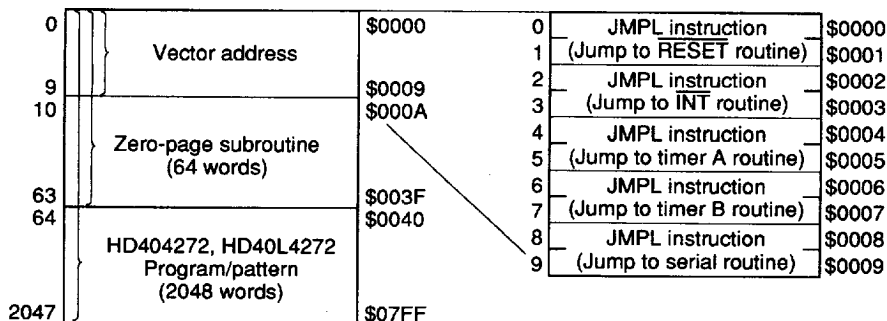 0 $0000
Vector address
9 $0009
10 $000A
Zero-page subroutine
(64 words)
63 $003F
64 $0040
HD404272, HD40L4272
Program/pattern
(2048 words)
2047 $07FF
0 JMPL instruction $0000
1 (Jump to RESET routine) $0001
2 JMPL instruction $0002
3 (Jump to INT routine) $0003
4 JMPL instruction $0004
5 (Jump to timer A routine) $0005
6 JMPL instruction $0006
7 (Jump to timer B routine) $0007
8 JMPL instruction $0008
9 (Jump to serial routine) $0009